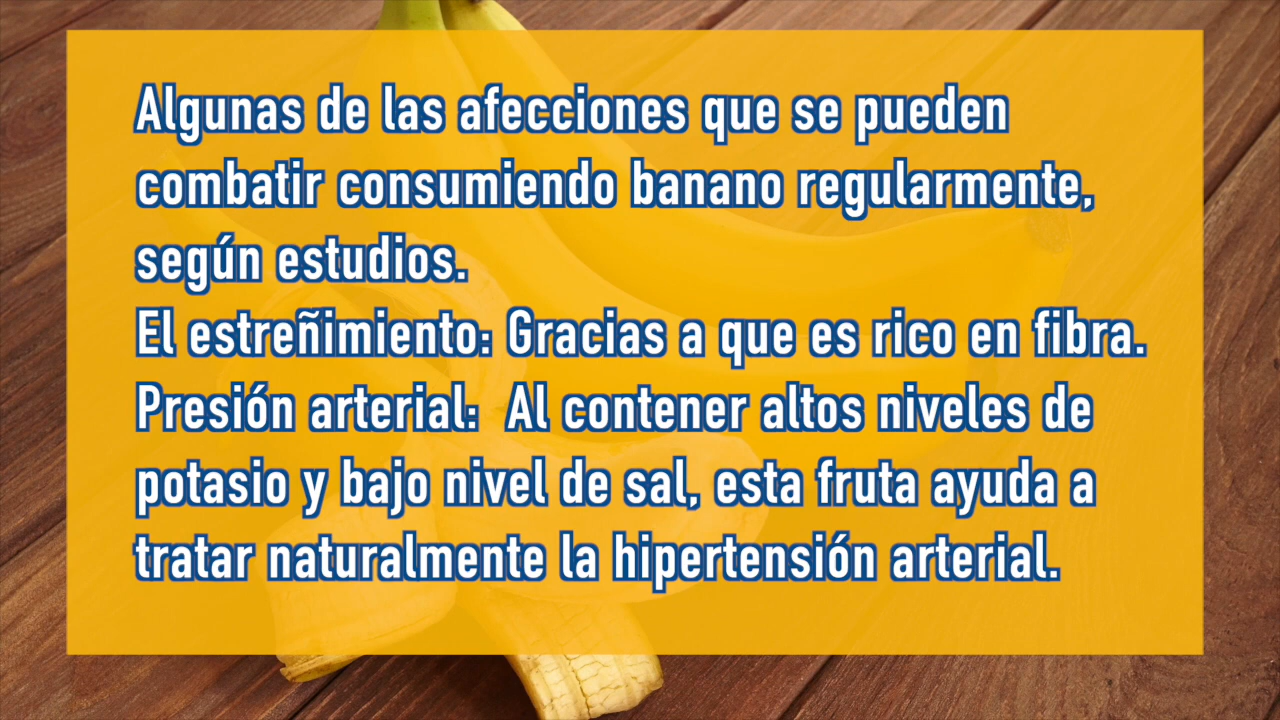 Algunas de las afecciones que se pueden
combatir consumiendo banano regularmente,
según estudios.
El estreñimiento: Gracias a que es rico en fibra.
Presión arterial:  Al contener altos niveles de
potasio y bajo nivel de sal, esta fruta ayuda a
tratar naturalmente la hipertensión arterial.